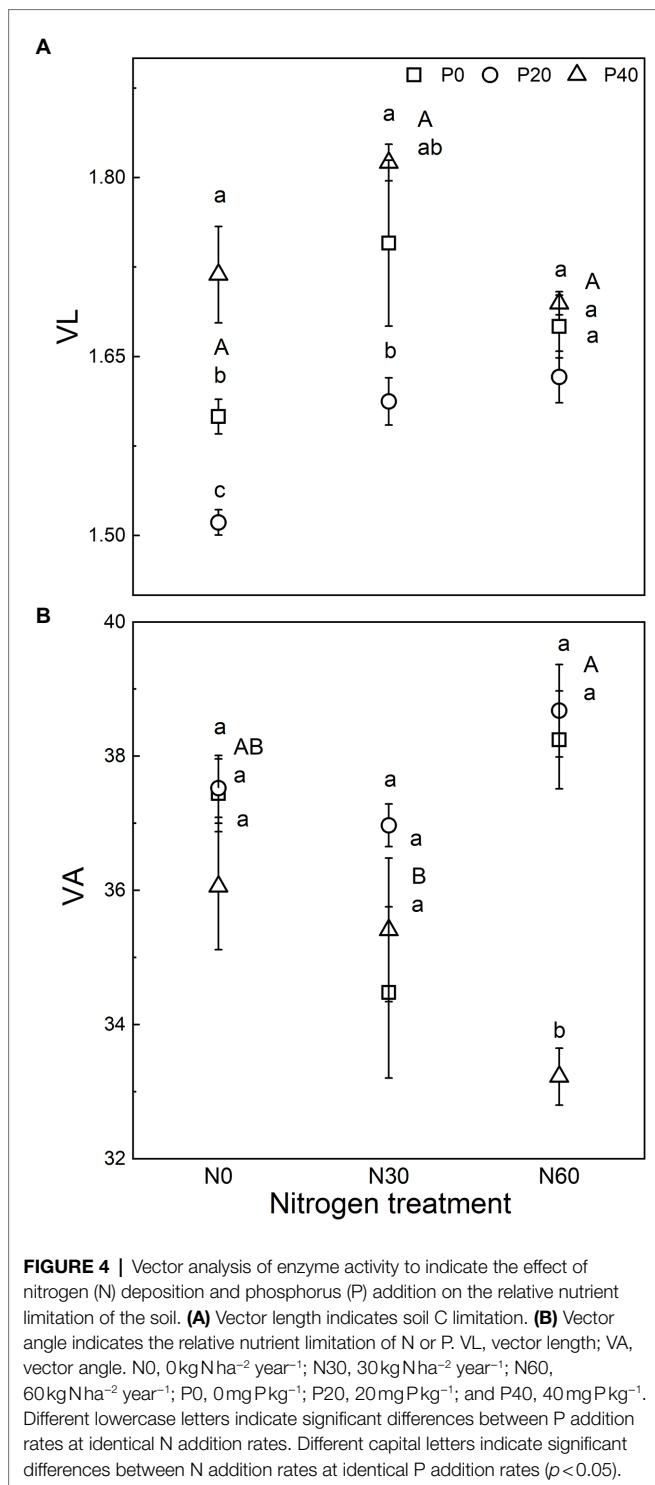 A
P0 P20 P40
a
A
ab
1.80
a
a
A
a
a
VL
1.65
A
b
b
c
1.50
B
40
a
A
a
a
AB
a
a
38
a
a
B
a
VA
36
34
b
32
N0 N30 N60
Nitrogen treatment
FIGURE 4 | Vector analysis of enzyme activity to indicate the effect of
nitrogen (N) deposition and phosphorus (P) addition on the relative nutrient
limitation of the soil. (A) Vector length indicates soil C limitation. (B) Vector
angle indicates the relative nutrient limitation of N or P. VL, vector length; VA,
vector angle. N0, 0 kg N ha−2 year−1; N30, 30 kg N ha−2 year−1; N60,
60 kg N ha−2 year−1; P0, 0 mg P kg−1; P20, 20 mg P kg−1; and P40, 40 mg P kg−1.
Different lowercase letters indicate significant differences between P addition
rates at identical N addition rates. Different capital letters indicate significant
differences between N addition rates at identical P addition rates (p < 0.05).